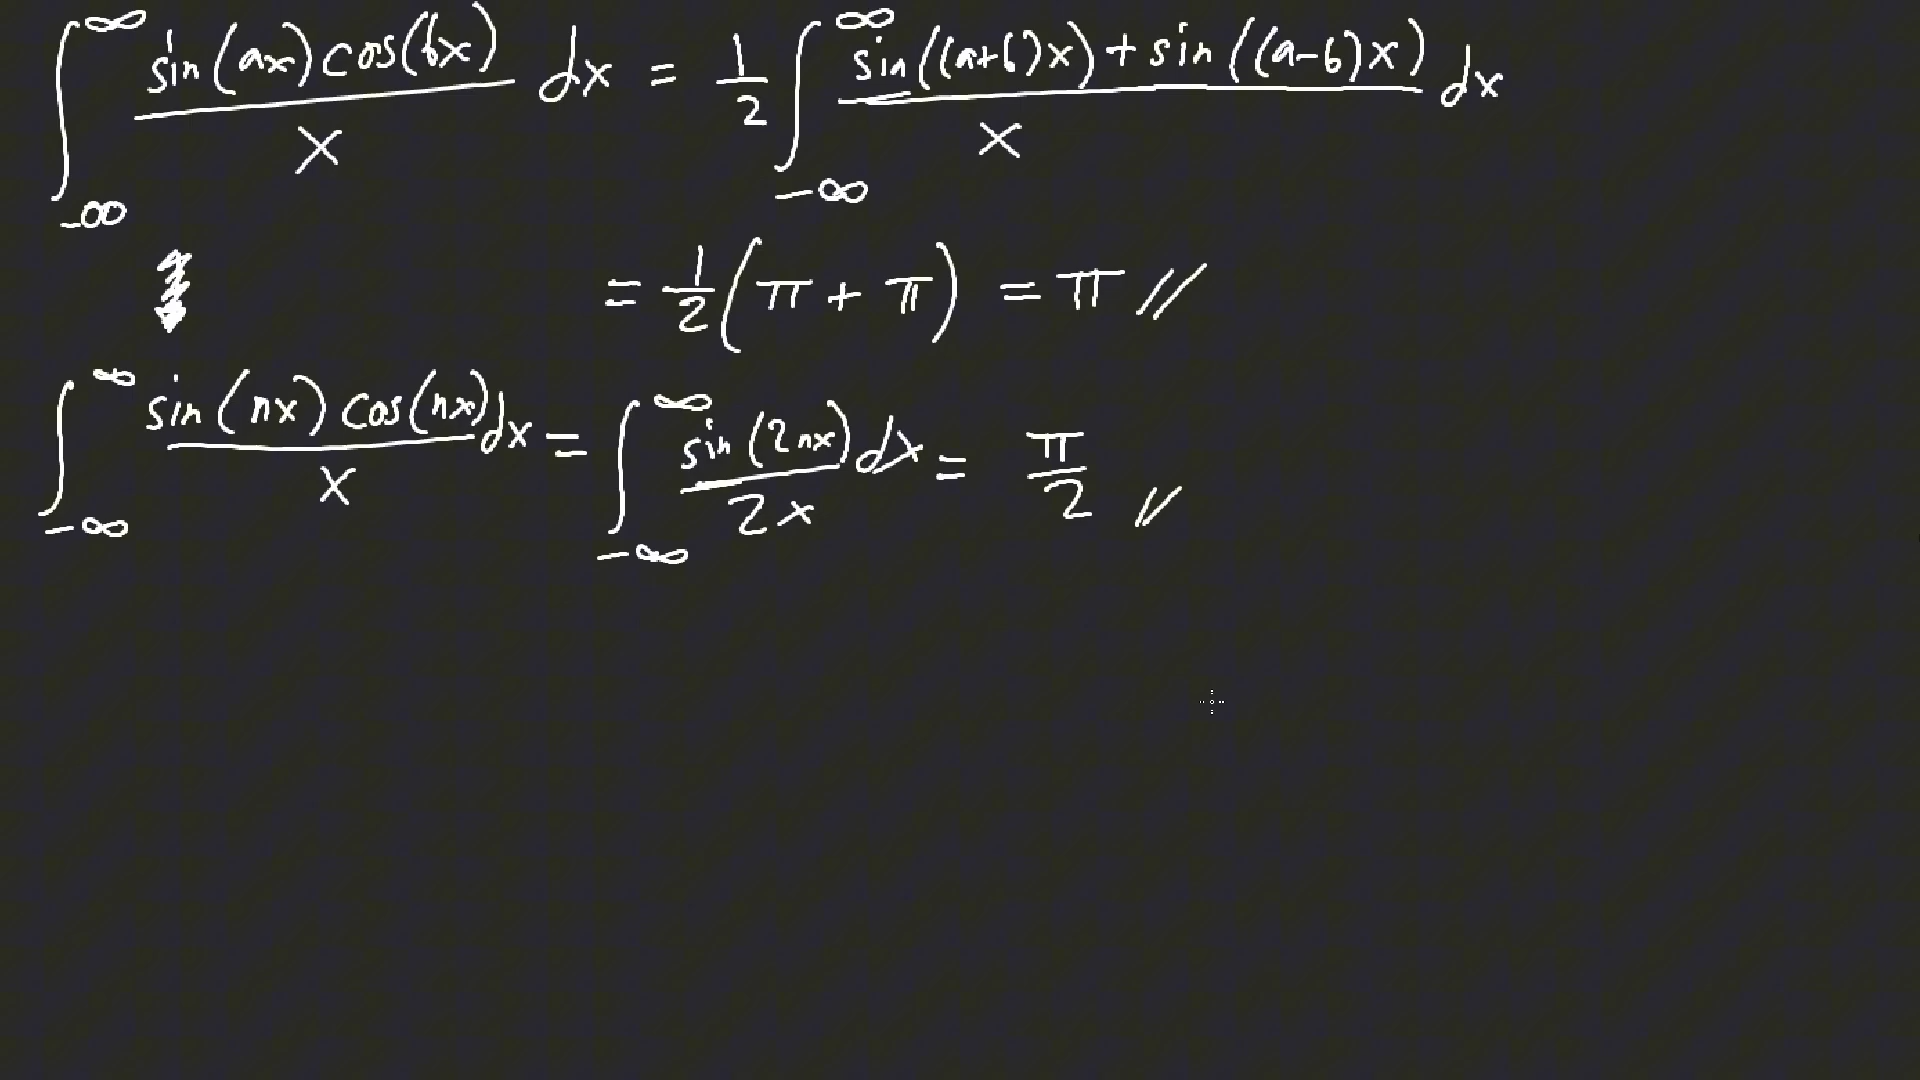 ∫_{-∞}^{∞} sin(ax)cos(bx)/x dx = 1/2 ∫_{-∞}^{∞} (sin((a+b)x)+sin((a-b)x))/x dx
= 1/2 (π + π) = π //
∫_{-∞}^{∞} sin(nx)cos(nx)/x dx = ∫_{-∞}^{∞} sin(2nx)/2x dx = π/2 //